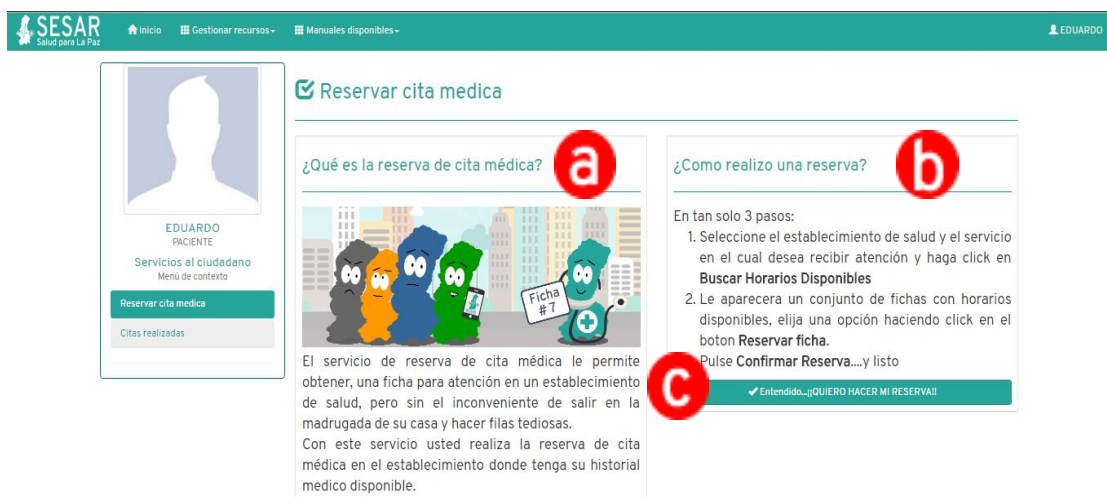 SESAR
Salud para La Paz
Inicio
Gestionar recursos
Manuales disponibles
EDUARDO
EDUARDO
PACIENTE
Servicios al ciudadano
Menú de contexto
Reservar cita medica
Citas realizadas
Reservar cita medica
¿Qué es la reserva de cita médica?
a
Ficha
#7
El servicio de reserva de cita médica le permite
obtener, una ficha para atención en un establecimiento
de salud, pero sin el inconveniente de salir en la
madrugada de su casa y hacer filas tediosas.
Con este servicio usted realiza la reserva de cita
médica en el establecimiento donde tenga su historial
medico disponible.
¿Como realizo una reserva?
b
En tan solo 3 pasos:
1. Seleccione el establecimiento de salud y el servicio
en el cual desea recibir atención y haga click en
Buscar Horarios Disponibles
2. Le aparecera un conjunto de fichas con horarios
disponibles, elija una opción haciendo click en el
boton Reservar ficha.
Pulse Confirmar Reserva....y listo
c
Entendido...¡¡QUIERO HACER MI RESERVA!!